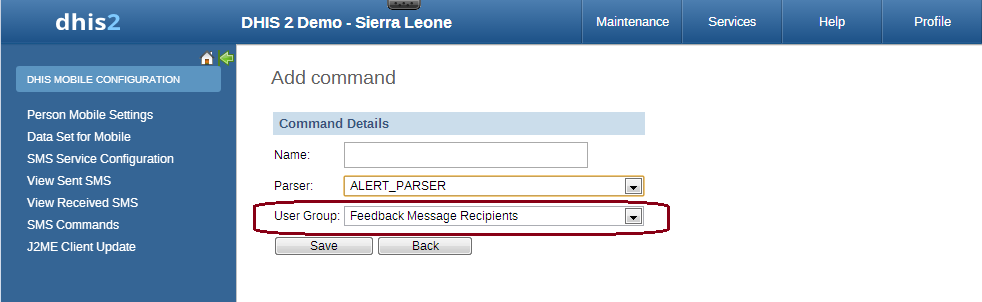 dhis2 DHIS 2 Demo - Sierra Leone Maintenance Services Help Profile
DHIS MOBILE CONFIGURATION
Person Mobile Settings
Data Set for Mobile
SMS Service Configuration
View Sent SMS
View Received SMS
SMS Commands
J2ME Client Update
Add command
Command Details
Name:
Parser: ALERT_PARSER
User Group: Feedback Message Recipients
Save Back